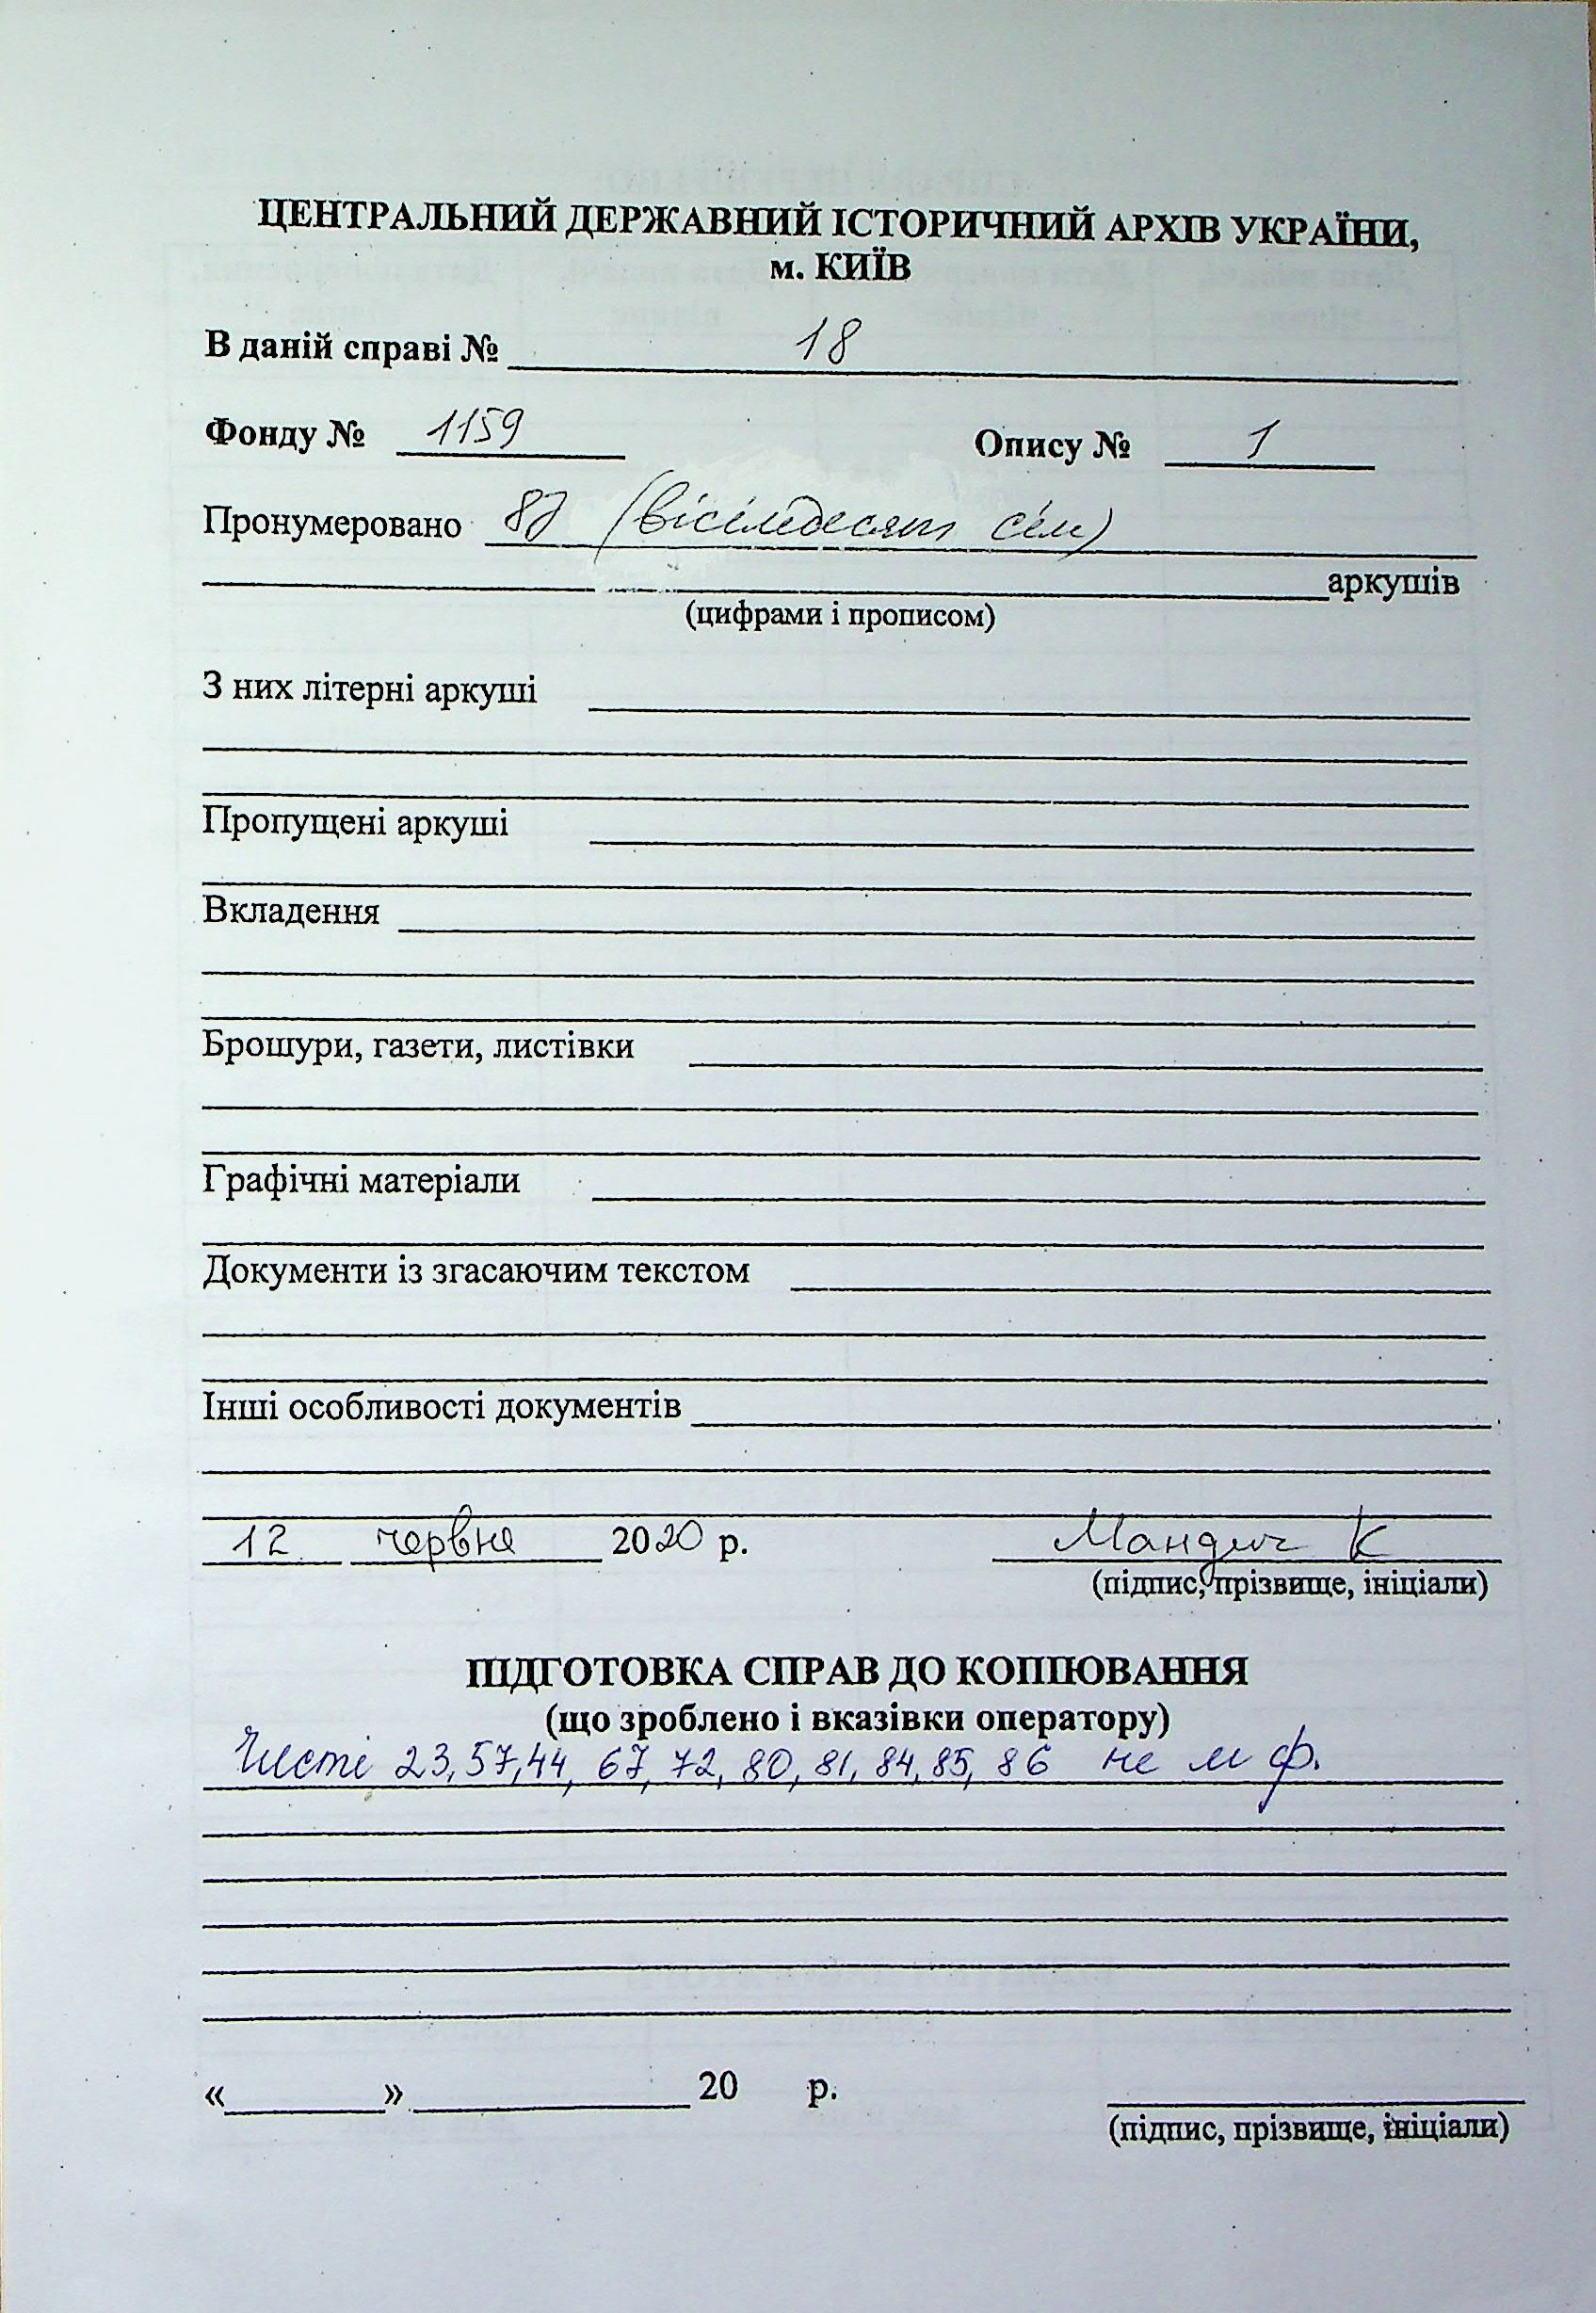 ЦЕНТРАЛЬНИЙ ДЕРЖАВНИЙ ІСТОРИЧНИЙ АРХІВ УКРАЇНИ,
м. КИЇВ
В даній справі № 18
Фонду № 1159 Опису № 1
Пронумеровано 87 (вісімдесят сім)
аркушів
(цифрами і прописом)
З них літерні аркуші
Пропущені аркуші
Вкладення
Брошури, газети, листівки
Графічні матеріали
Документи із згасаючим текстом
Інші особливості документів
12 червня 2020 р. К
(підпис, прізвище, ініціали)
ПІДГОТОВКА СПРАВ ДО КОПІЮВАННЯ
(що зроблено і вказівки оператору)
Чисті 23, 57, 44, 67, 72, 80, 81, 84, 85, 86 не м ф.
« » 20 р.
(підпис, прізвище, ініціали)